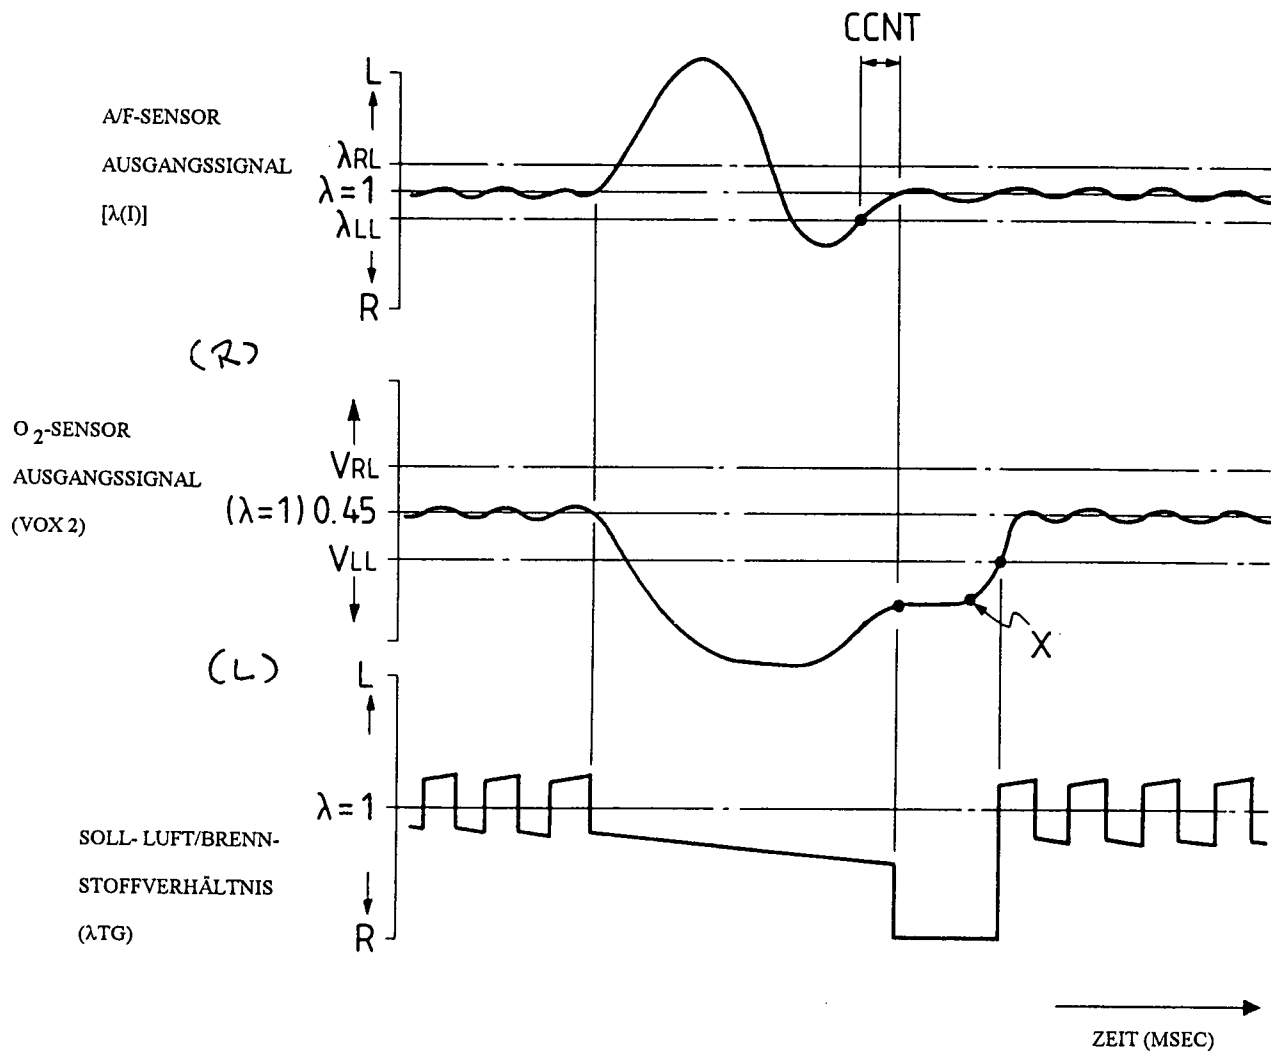 CCNT
L
A/F-SENSOR
AUSGANGSSIGNAL
[λ(I)]
λRL
λ=1
λLL
R
(R)
O2-SENSOR
AUSGANGSSIGNAL
(VOX 2)
VRL
(λ=1) 0.45
VLL
X
(L)
L
λ=1
SOLL- LUFT/BRENN-
STOFFVERHÄLTNIS
(λTG)
R
ZEIT (MSEC)